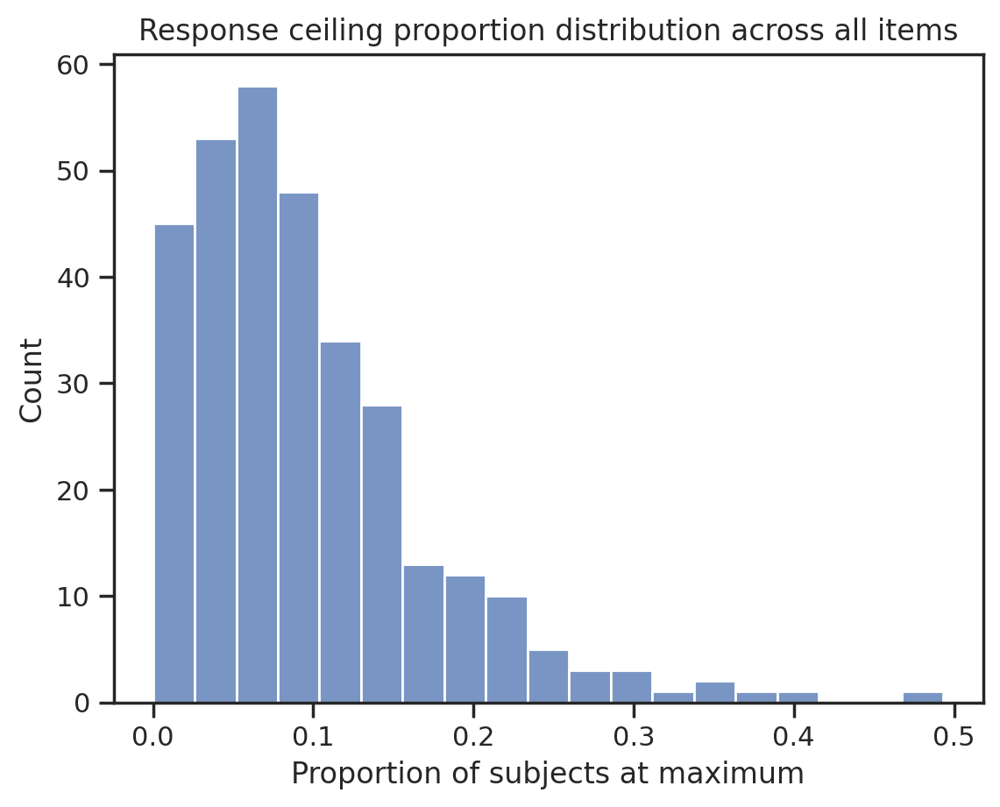 Response ceiling proportion distribution across all items
60
50
40
30
20
10
0
Count
0.0 0.1 0.2 0.3 0.4 0.5
Proportion of subjects at maximum